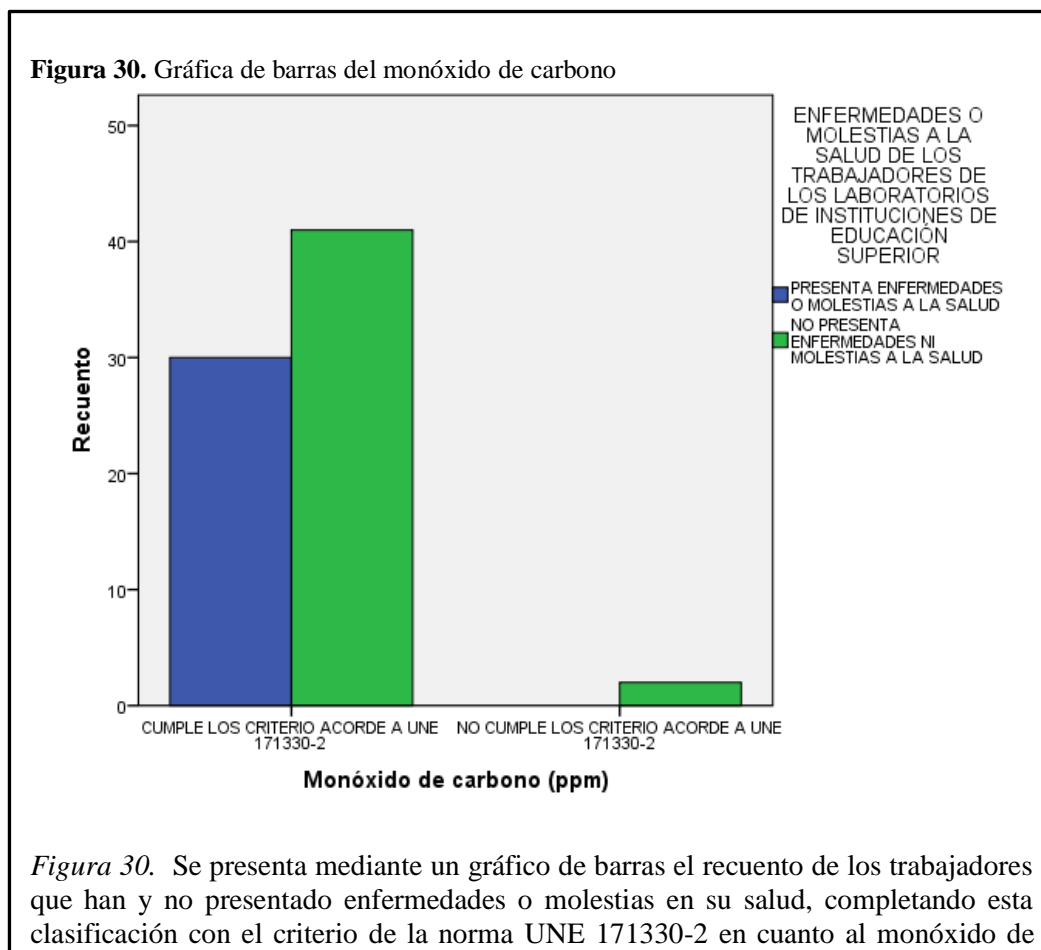 Figura 30. Gráfica de barras del monóxido de carbono
ENFERMEDADES O
MOLESTIAS A LA
SALUD DE LOS
TRABAJADORES DE
LOS LABORATORIOS
DE INSTITUCIONES DE
EDUCACIÓN
SUPERIOR
PRESENTA ENFERMEDADES
O MOLESTIAS A LA SALUD
NO PRESENTA
ENFERMEDADES NI
MOLESTIAS A LA SALUD
50
40
30
20
10
0
Recuento
CUMPLE LOS CRITERIO ACORDE A UNE
171330-2
NO CUMPLE LOS CRITERIO ACORDE A UNE
171330-2
Monóxido de carbono (ppm)
Figura 30. Se presenta mediante un gráfico de barras el recuento de los trabajadores
que han y no presentado enfermedades o molestias en su salud, completando esta
clasificación con el criterio de la norma UNE 171330-2 en cuanto al monóxido de